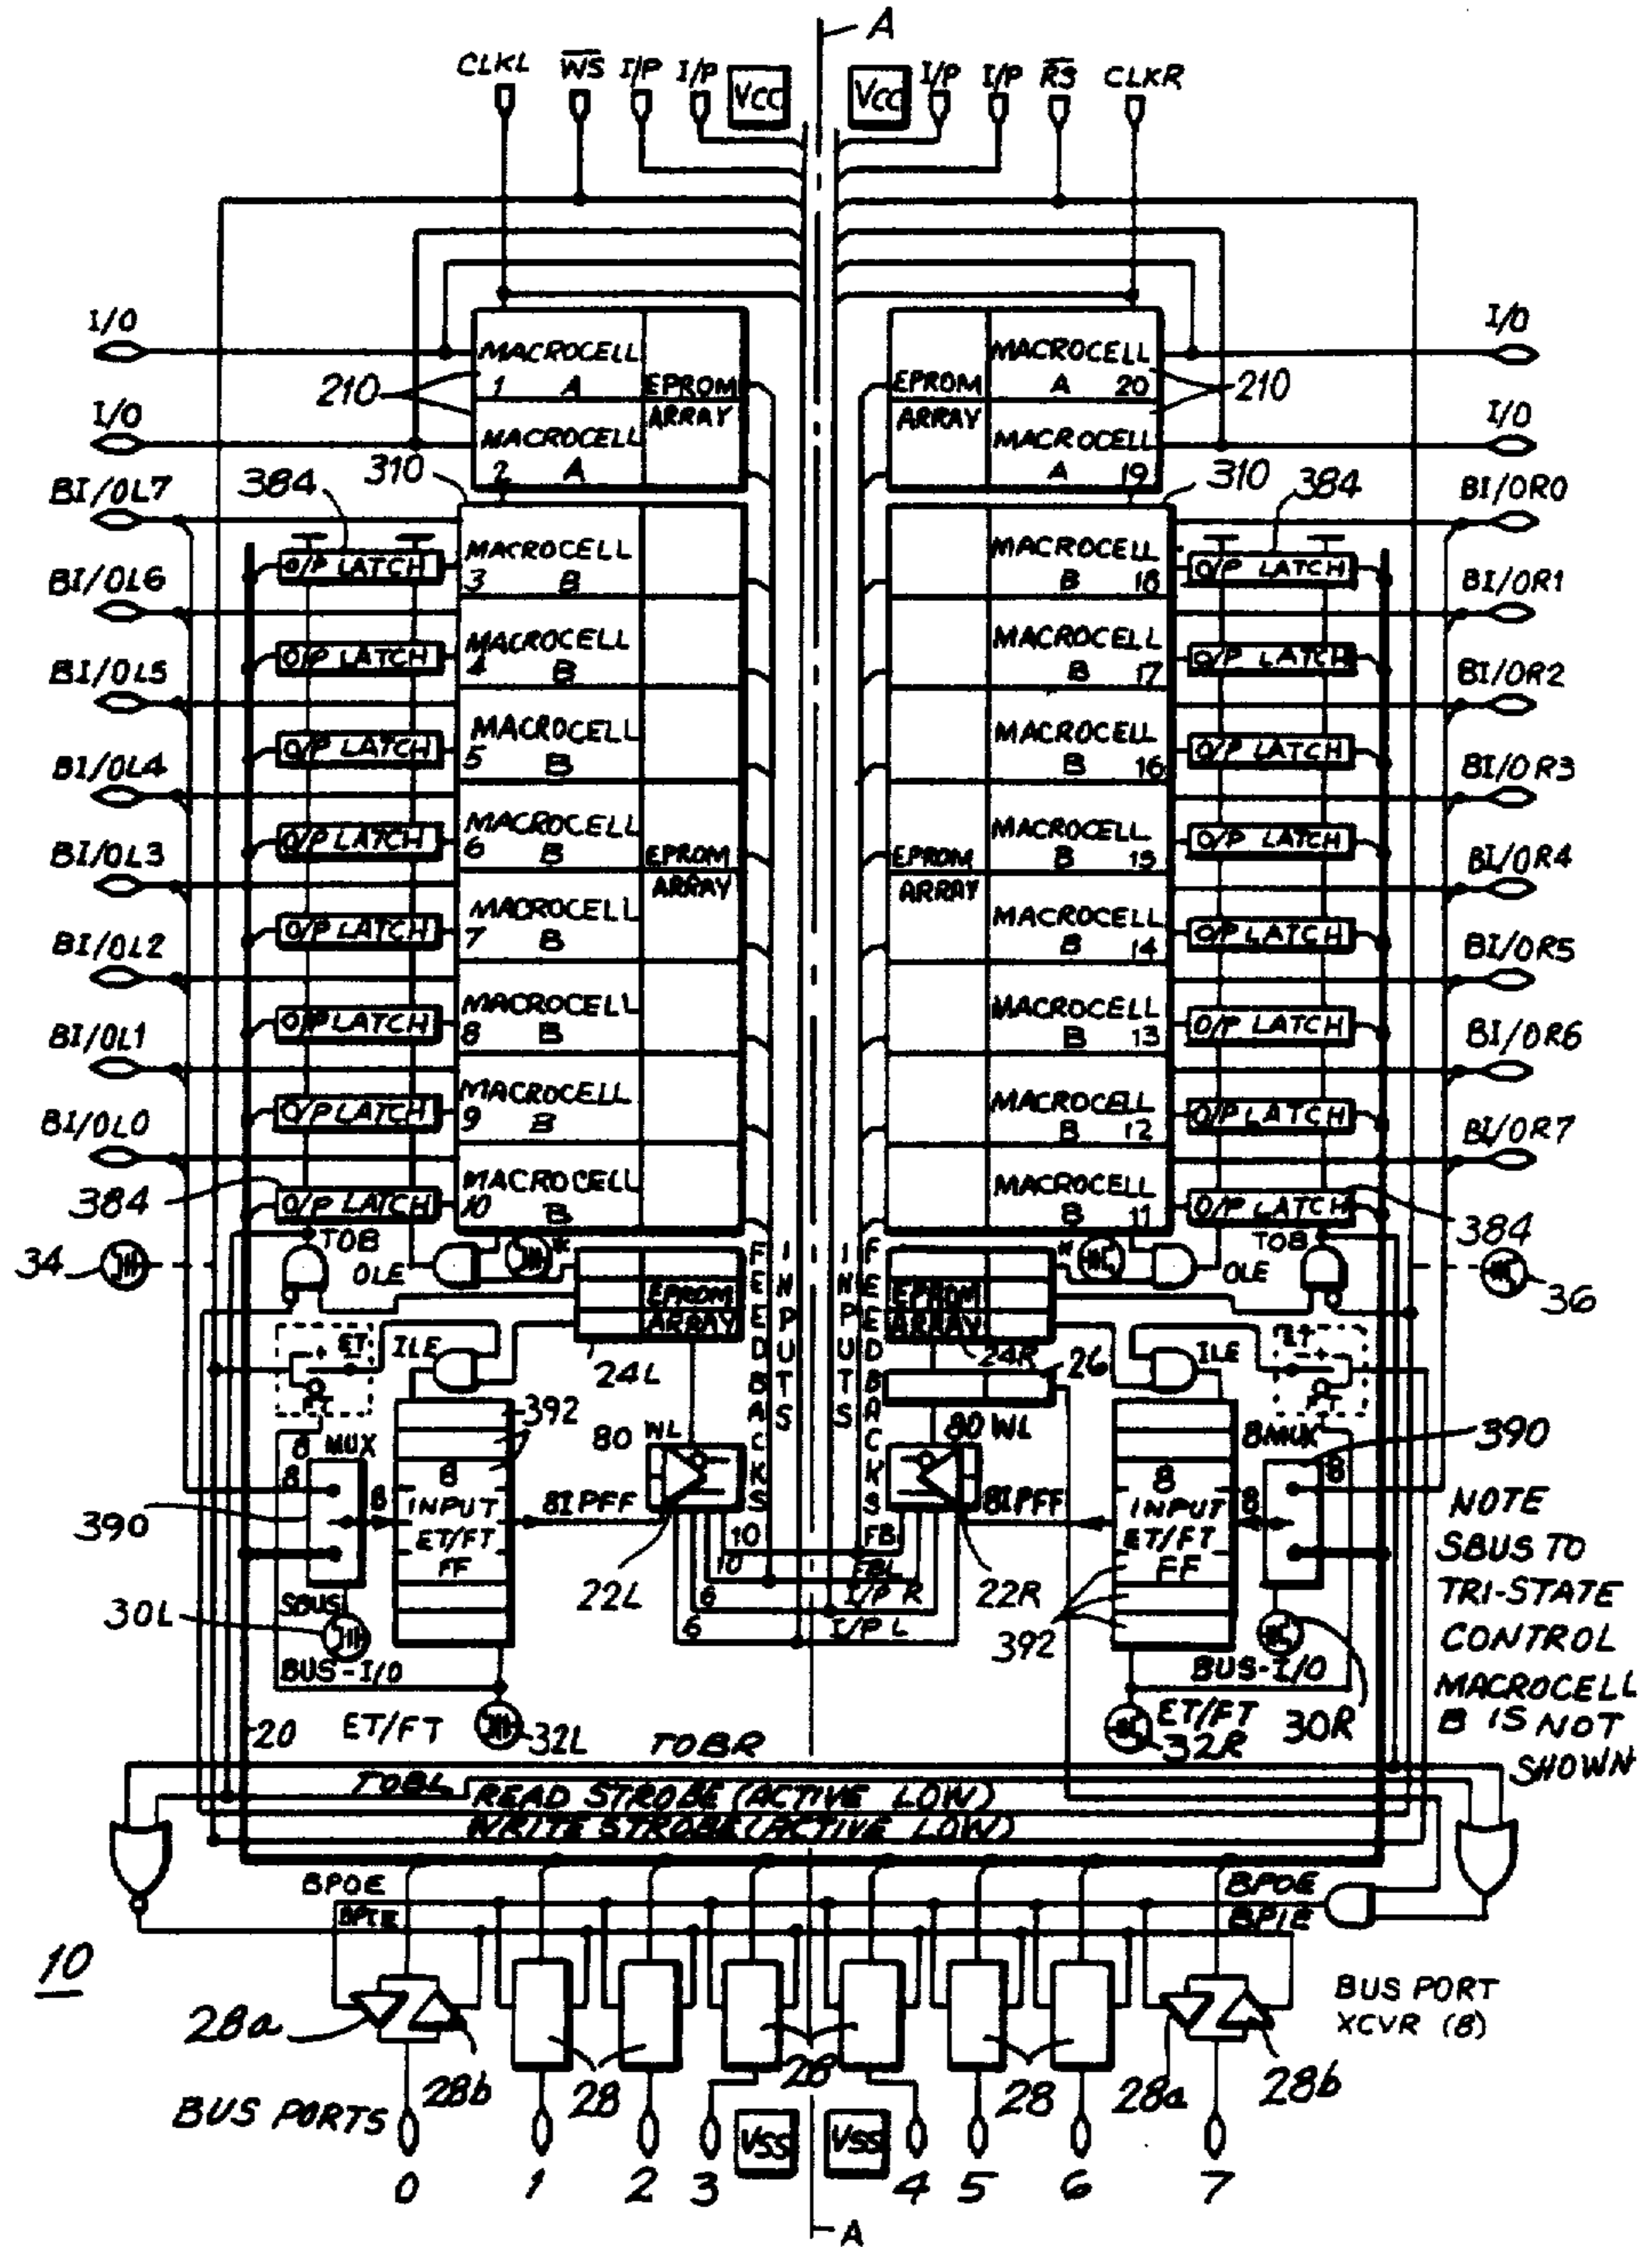 A
CLKL WS I/P I/P VCC VCC I/P I/P RS CLKR
I/O I/O
MACROCELL 1 A EPROM ARRAY
EPROM ARRAY MACROCELL A 20
210 210
I/O I/O
MACROCELL 2 A
MACROCELL A 19
310 310
384 384
BI/OL7 BI/OR0
O/P LATCH MACROCELL 3 B
MACROCELL B 18 O/P LATCH
BI/OL6 BI/OR1
O/P LATCH MACROCELL 4 B
MACROCELL B 17 O/P LATCH
BI/OL5 BI/OR2
O/P LATCH MACROCELL 5 B
MACROCELL B 16 O/P LATCH
BI/OL4 BI/OR3
O/P LATCH MACROCELL 6 B EPROM ARRAY
EPROM ARRAY MACROCELL B 15 O/P LATCH
BI/OL3 BI/OR4
O/P LATCH MACROCELL 7 B
MACROCELL B 14 O/P LATCH
BI/OL2 BI/OR5
O/P LATCH MACROCELL 8 B
MACROCELL B 13 O/P LATCH
BI/OL1 BI/OR6
O/P LATCH MACROCELL 9 B
MACROCELL B 12 O/P LATCH
BI/OL0 BI/OR7
O/P LATCH MACROCELL 10 B
MACROCELL B 11 O/P LATCH
384 384
34 TOB OLE * * OLE TOB 36
FEEDBACKS INPUTS INPUTS FEEDBACKS
EPROM ARRAY EPROM ARRAY
+ ET FT ILE 24L 24R 26 ILE ET + FT
392 80 WL 80 WL
8 MUX 8MUX 390
8 8
390 8 8 INPUT ET/FT FF 8IPFF
8IPFF 8 INPUT ET/FT FF 8
10 FB
10 FBL
6 I/P R
6 I/P L
22L 22R
SBUS 30L
BUS-I/O BUS-I/O
392
NOTE
SBUS TO
TRI-STATE
CONTROL
MACROCELL
B IS NOT
SHOWN
20 ET/FT 32L ET/FT 32R 30R
TOBR
TOBL READ STROBE (ACTIVE LOW)
WRITE STROBE (ACTIVE LOW)
BPOE BPOE
BPIE BPIE
10
28a 28b 28 28 28 28a 28b
BUS PORT
XCVR (8)
BUS PORTS
VSS VSS
0 1 2 3 4 5 6 7
A